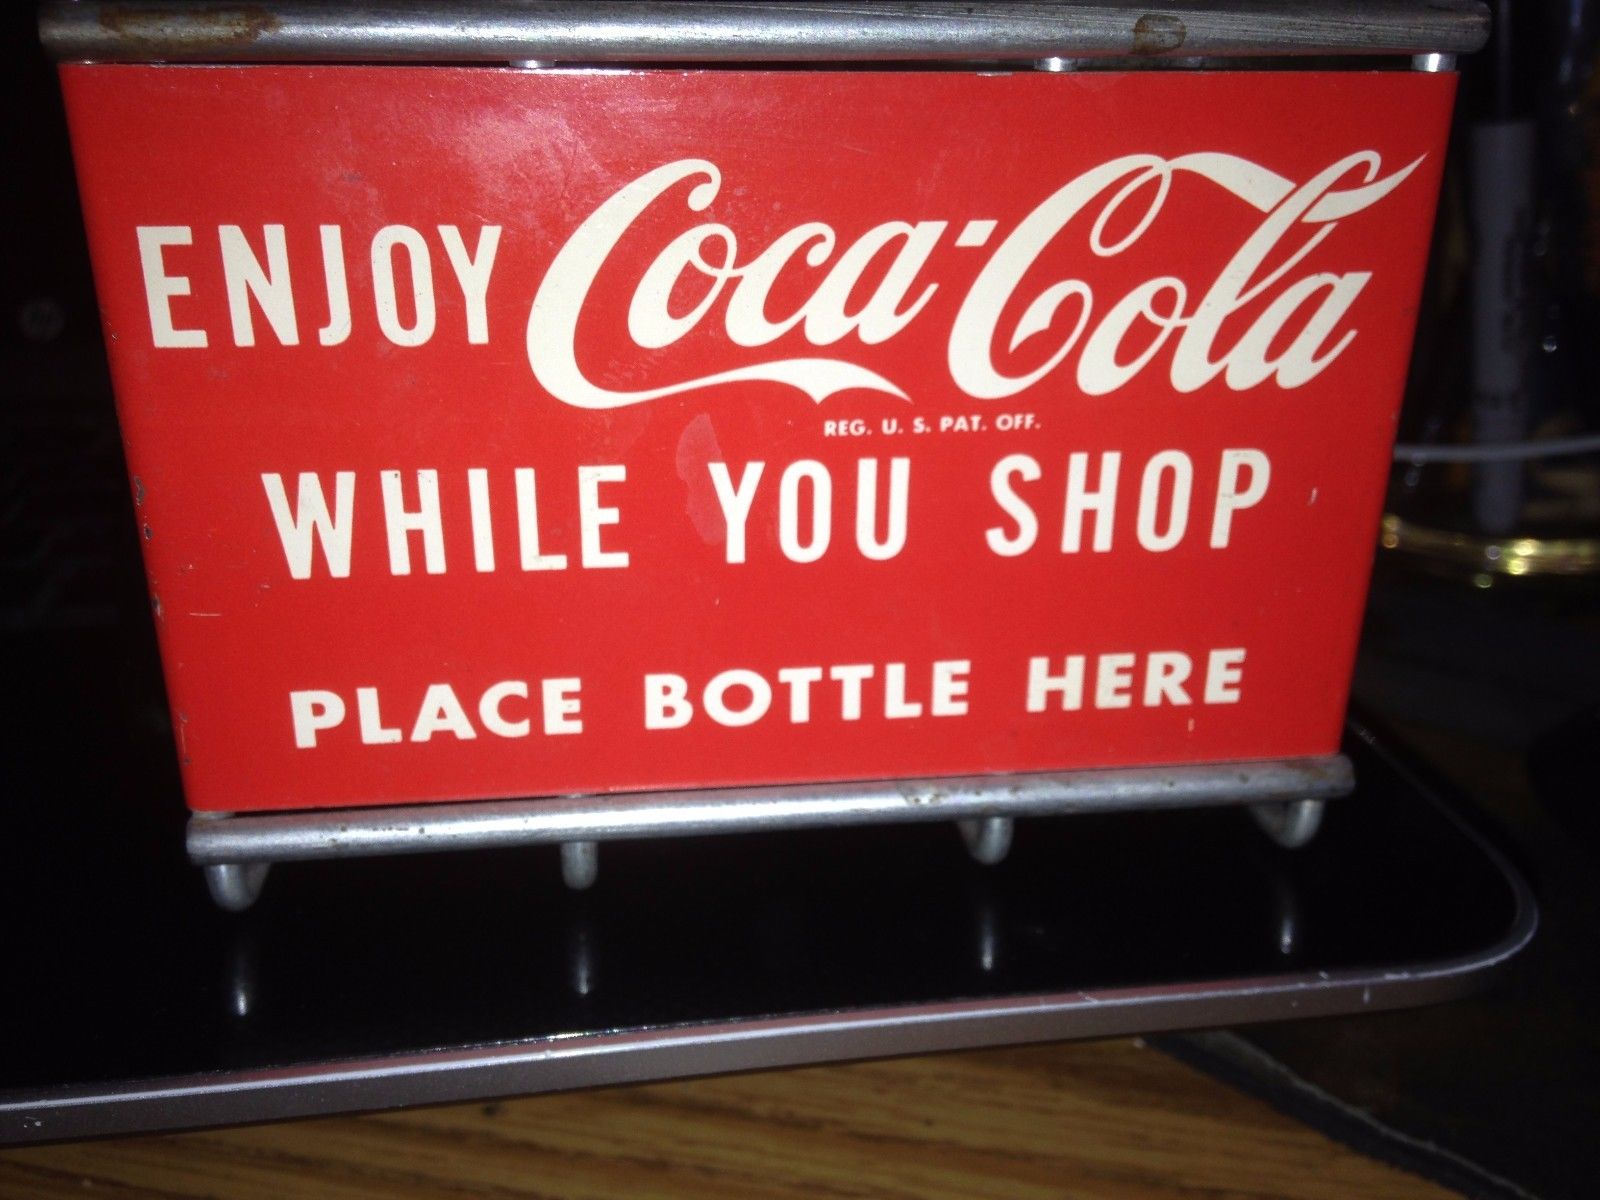 ENJOY Coca-Cola
REG. U. S. PAT. OFF.
WHILE YOU SHOP
PLACE BOTTLE HERE